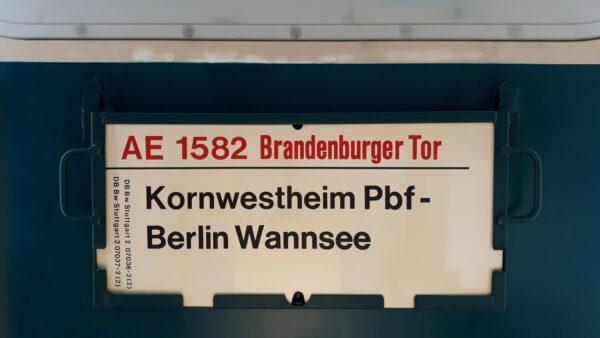 AE 1582 Brandenburger Tor
Kornwestheim Pbf-
Berlin Wannsee
DB Bw Stuttgart 2 07036-2(2)
DB Bw Stuttgart 2 07037-2(2)